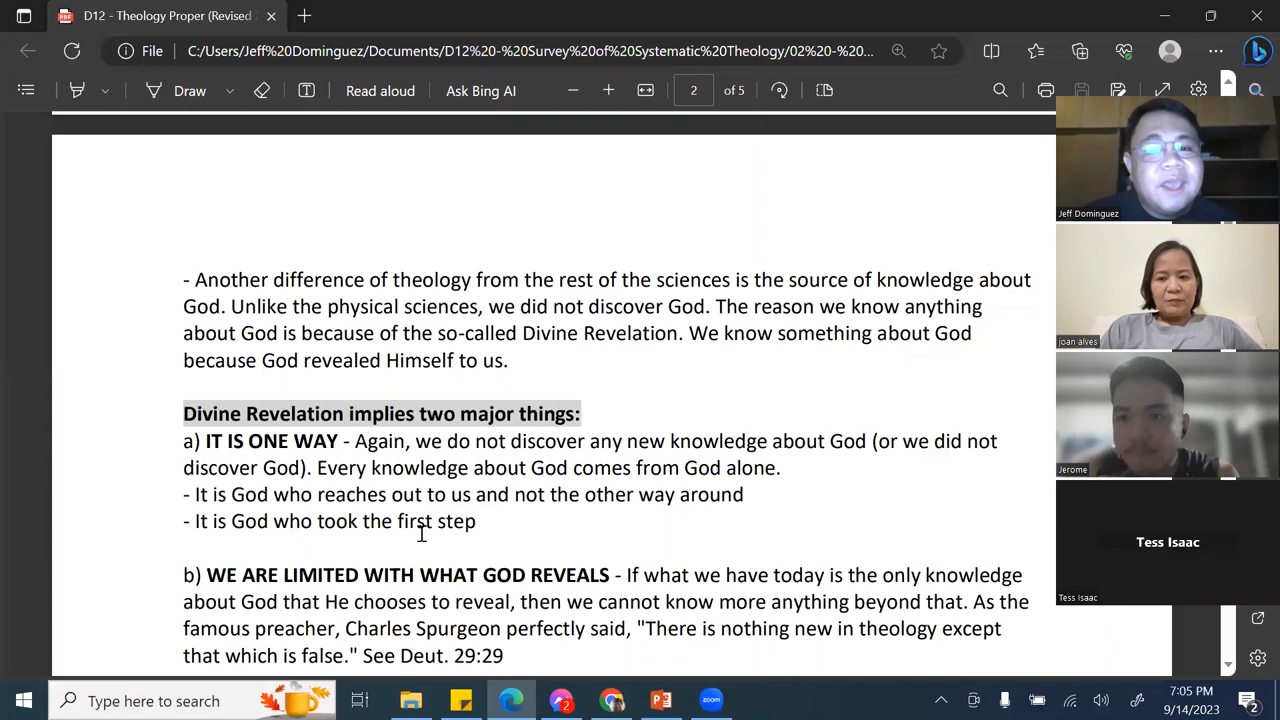 D12 - Theology Proper (Revised
File
C:/Users/Jeff%20Dominguez/Documents/D12%20-%20Survey%20of%20Systematic%20Theology/02%20-%20...
Draw
Read aloud
Ask Bing AI
2
of 5
- Another difference of theology from the rest of the sciences is the source of knowledge about
God. Unlike the physical sciences, we did not discover God. The reason we know anything
about God is because of the so-called Divine Revelation. We know something about God
because God revealed Himself to us.
Divine Revelation implies two major things:
a) IT IS ONE WAY - Again, we do not discover any new knowledge about God (or we did not
discover God). Every knowledge about God comes from God alone.
- It is God who reaches out to us and not the other way around
- It is God who took the first step
b) WE ARE LIMITED WITH WHAT GOD REVEALS - If what we have today is the only knowledge
about God that He chooses to reveal, then we cannot know more anything beyond that. As the
famous preacher, Charles Spurgeon perfectly said, "There is nothing new in theology except
that which is false." See Deut. 29:29
Jeff Dominguez
joan alves
Jerome
Tess Isaac
Tess Isaac
Type here to search
2
zoom
7:05 PM
9/14/2023
2